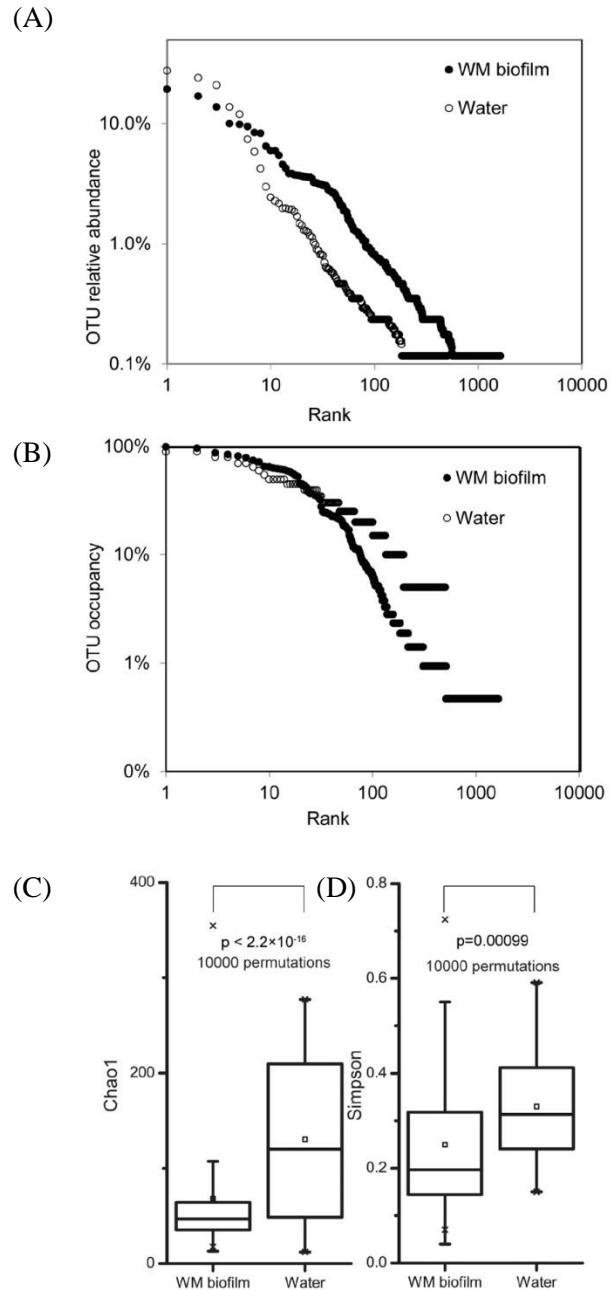 (A)
WM biofilm
Water
10.0%
1.0%
0.1%
OTU relative abundance
1
10
100
1000
10000
Rank
(B)
100%
10%
1%
0%
OTU occupancy
WM biofilm
Water
1
10
100
1000
10000
Rank
(C)
400
200
0
Chao1
p < 2.2×10-16
10000 permutations
WM biofilm
Water
(D)
0.8
0.6
0.4
0.2
0.0
Simpson
p=0.00099
10000 permutations
WM biofilm
Water